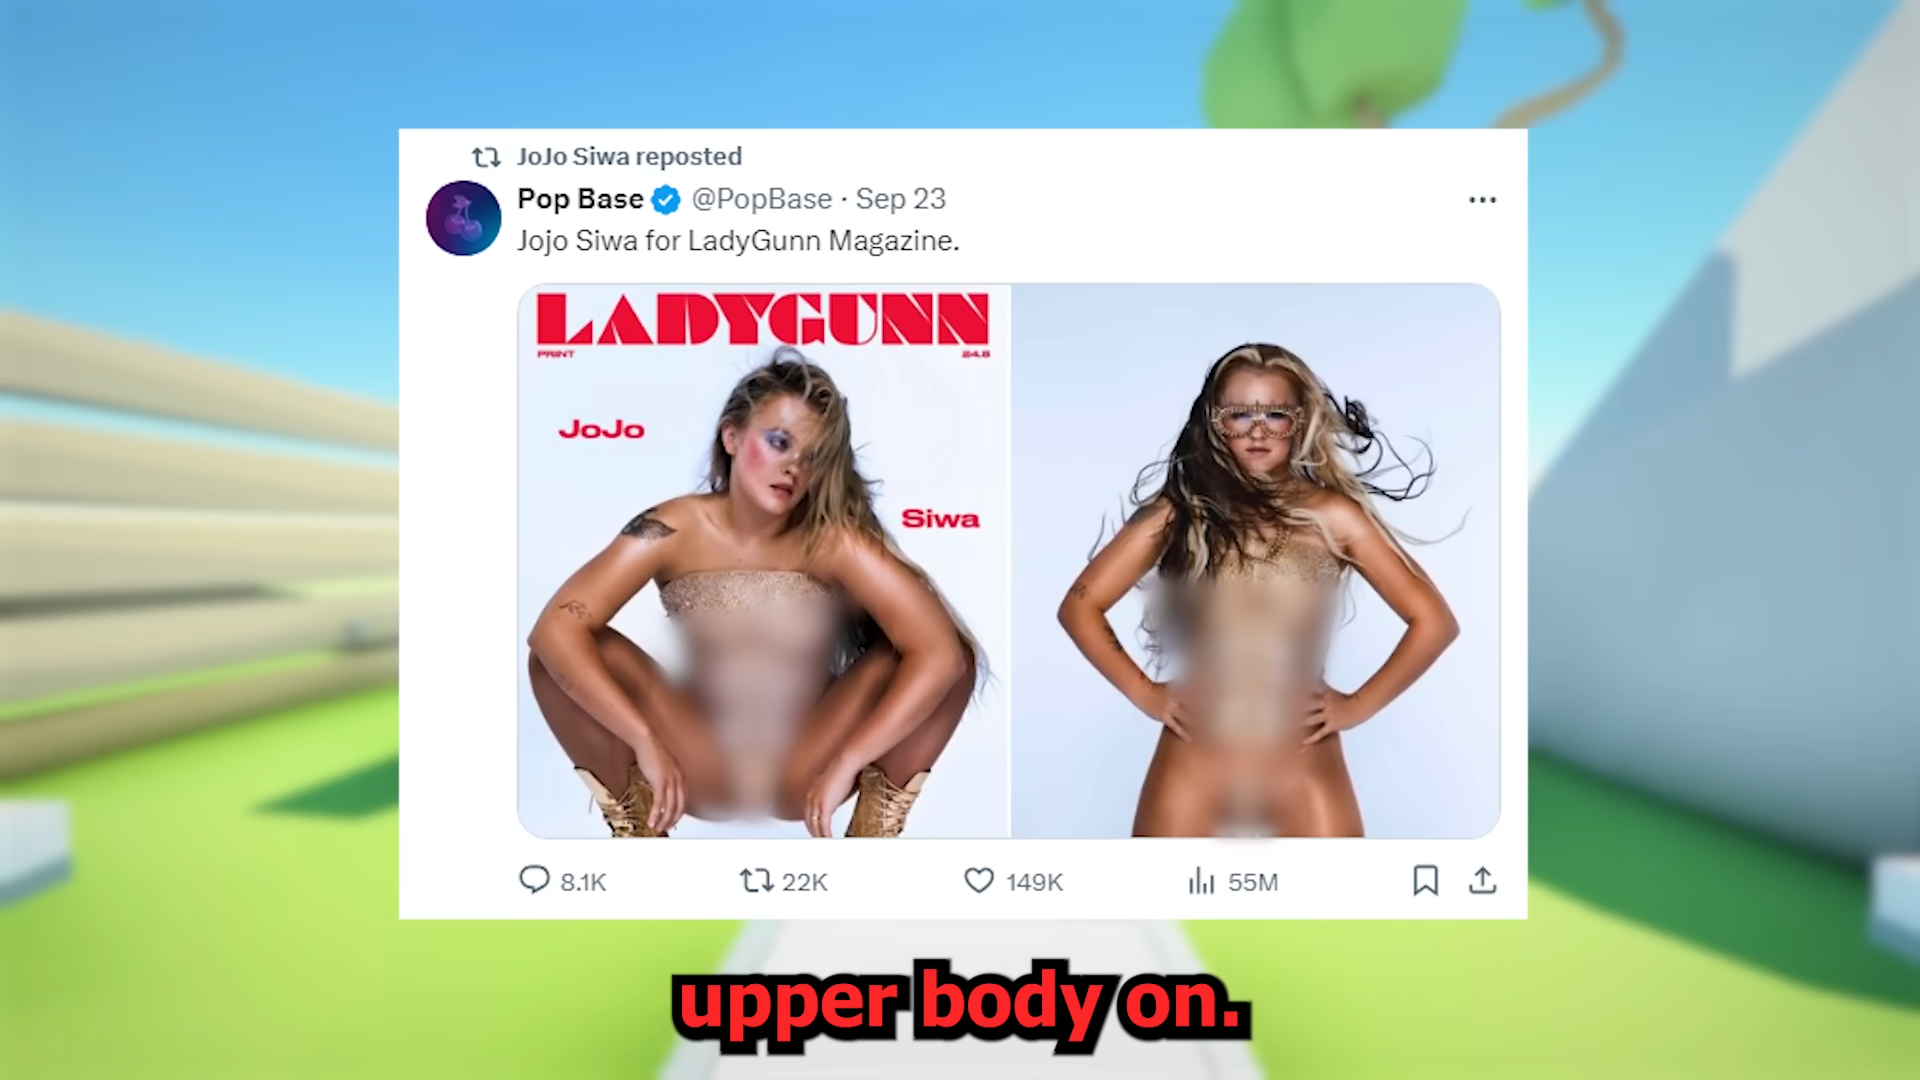 JoJo Siwa reposted
Pop Base @PopBase · Sep 23
Jojo Siwa for LadyGunn Magazine.
LADYGUNN
PRINT 24.8
JoJo
Siwa
8.1K 22K 149K 55M
upper body on.